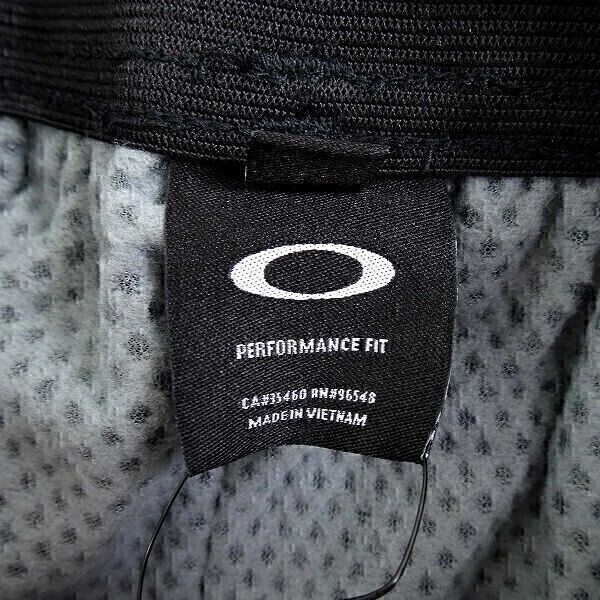 PERFORMANCE FIT
CA#35460 RN#96548
MADE IN VIETNAM